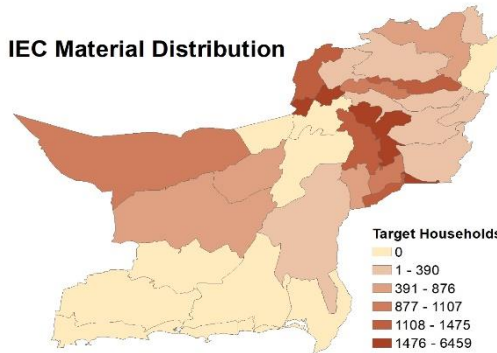 IEC Material Distribution
Target Households
0
1 - 390
391 - 876
877 - 1107
1108 - 1475
1476 - 6459